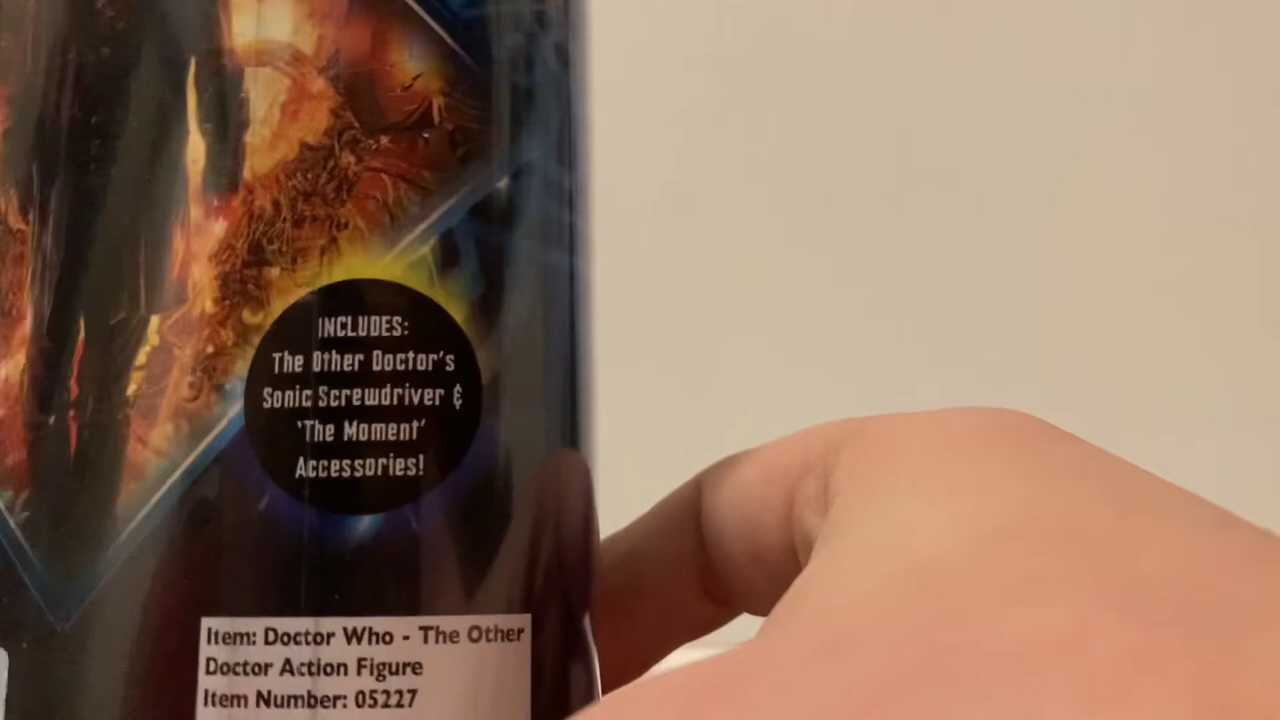 INCLUDES:
The Other Doctor's
Sonic Screwdriver &
'The Moment'
Accessories!
Item: Doctor Who - The Other
Doctor Action Figure
Item Number: 05227